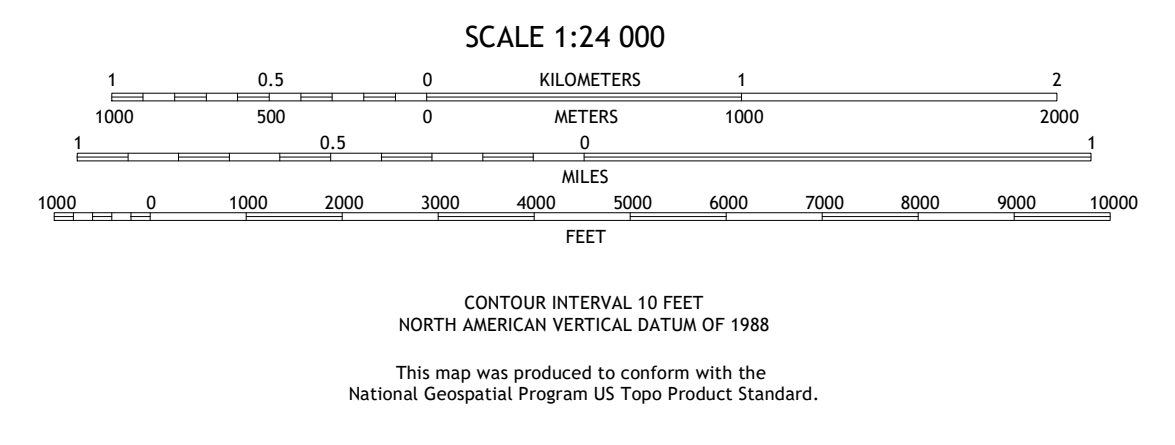 SCALE 1:24 000
1 0.5 0 KILOMETERS 1 2
1000 500 0 METERS 1000 2000
1 0.5 0 1
MILES
1000 0 1000 2000 3000 4000 5000 6000 7000 8000 9000 10000
FEET
CONTOUR INTERVAL 10 FEET
NORTH AMERICAN VERTICAL DATUM OF 1988
This map was produced to conform with the
National Geospatial Program US Topo Product Standard.